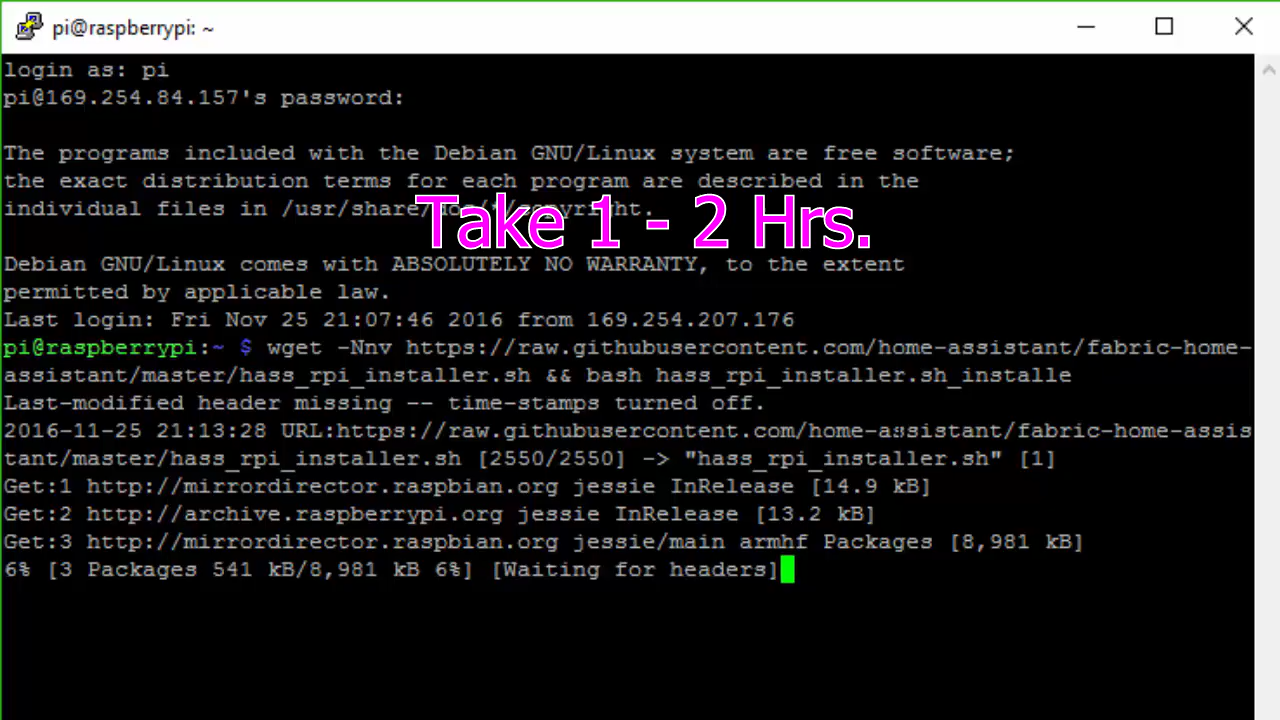 pi@raspberrypi: ~
login as: pi
pi@169.254.84.157's password:
The programs included with the Debian GNU/Linux system are free software;
the exact distribution terms for each program are described in the
individual files in /usr/share/doc/*/copyright.
Take 1 - 2 Hrs.
Debian GNU/Linux comes with ABSOLUTELY NO WARRANTY, to the extent
permitted by applicable law.
Last login: Fri Nov 25 21:07:46 2016 from 169.254.207.176
pi@raspberrypi:~ $ wget -Nnv https://raw.githubusercontent.com/home-assistant/fabric-home-
assistant/master/hass_rpi_installer.sh && bash hass_rpi_installer.sh_installe
Last-modified header missing -- time-stamps turned off.
2016-11-25 21:13:28 URL:https://raw.githubusercontent.com/home-assistant/fabric-home-assis
tant/master/hass_rpi_installer.sh [2550/2550] -> "hass_rpi_installer.sh" [1]
Get:1 http://mirrordirector.raspbian.org jessie InRelease [14.9 kB]
Get:2 http://archive.raspberrypi.org jessie InRelease [13.2 kB]
Get:3 http://mirrordirector.raspbian.org jessie/main armhf Packages [8,981 kB]
6% [3 Packages 541 kB/8,981 kB 6%] [Waiting for headers]